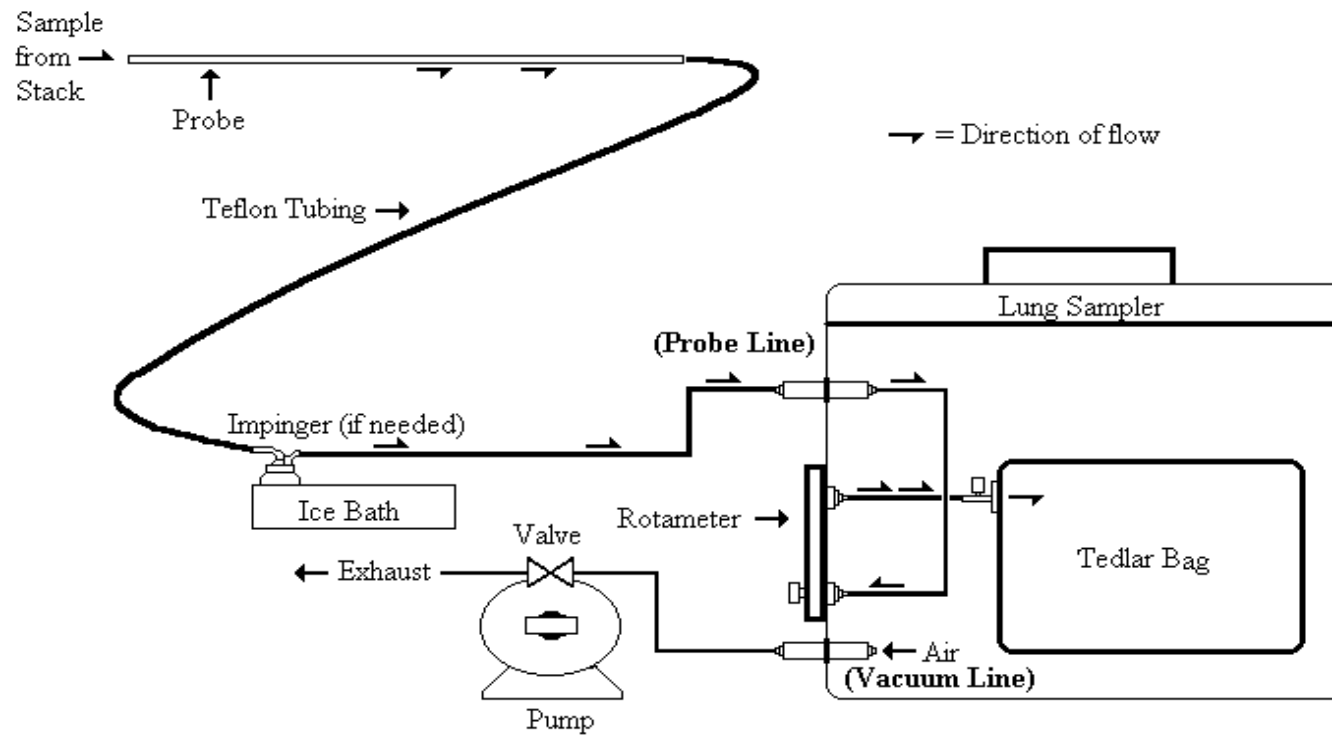 Sample
from
Stack
Probe
= Direction of flow
Teflon Tubing
Lung Sampler
(Probe Line)
Impinger (if needed)
Ice Bath
Rotameter
Valve
Exhaust
Tedlar Bag
Air
(Vacuum Line)
Pump